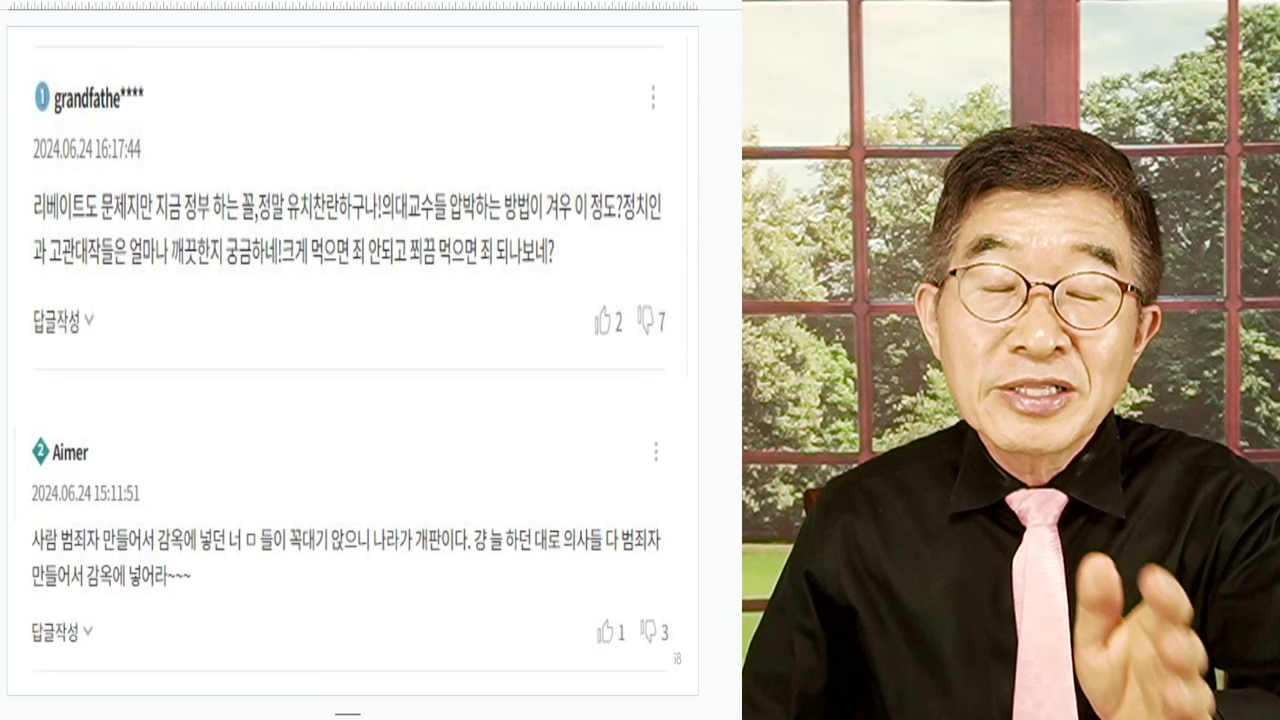 1 grandfathe****
2024.06.24 16:17:44
리베이트도 문제지만 지금 정부 하는 꼴,정말 유치찬란하구나!의대교수들 압박하는 방법이 겨우 이 정도?정치인
과 고관대작들은 얼마나 깨끗한지 궁금하네!크게 먹으면 죄 안되고 쬐끔 먹으면 죄 되나보네?
답글작성
2 7
2 Aimer
2024.06.24 15:11:51
사람 범죄자 만들어서 감옥에 넣던 너 ㅁ 들이 꼭대기 앉으니 나라가 개판이다. 걍 늘 하던 대로 의사들 다 범죄자
만들어서 감옥에 넣어라~~~
답글작성
1 3